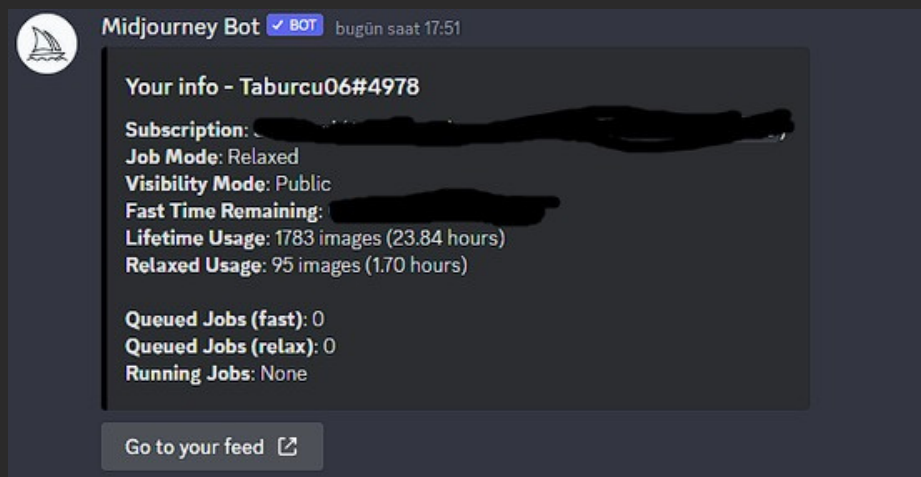 Midjourney Bot ✓ BOT bugün saat 17:51
Your info - Taburcu06#4978
Subscription:
Job Mode: Relaxed
Visibility Mode: Public
Fast Time Remaining:
Lifetime Usage: 1783 images (23.84 hours)
Relaxed Usage: 95 images (1.70 hours)
Queued Jobs (fast): 0
Queued Jobs (relax): 0
Running Jobs: None
Go to your feed